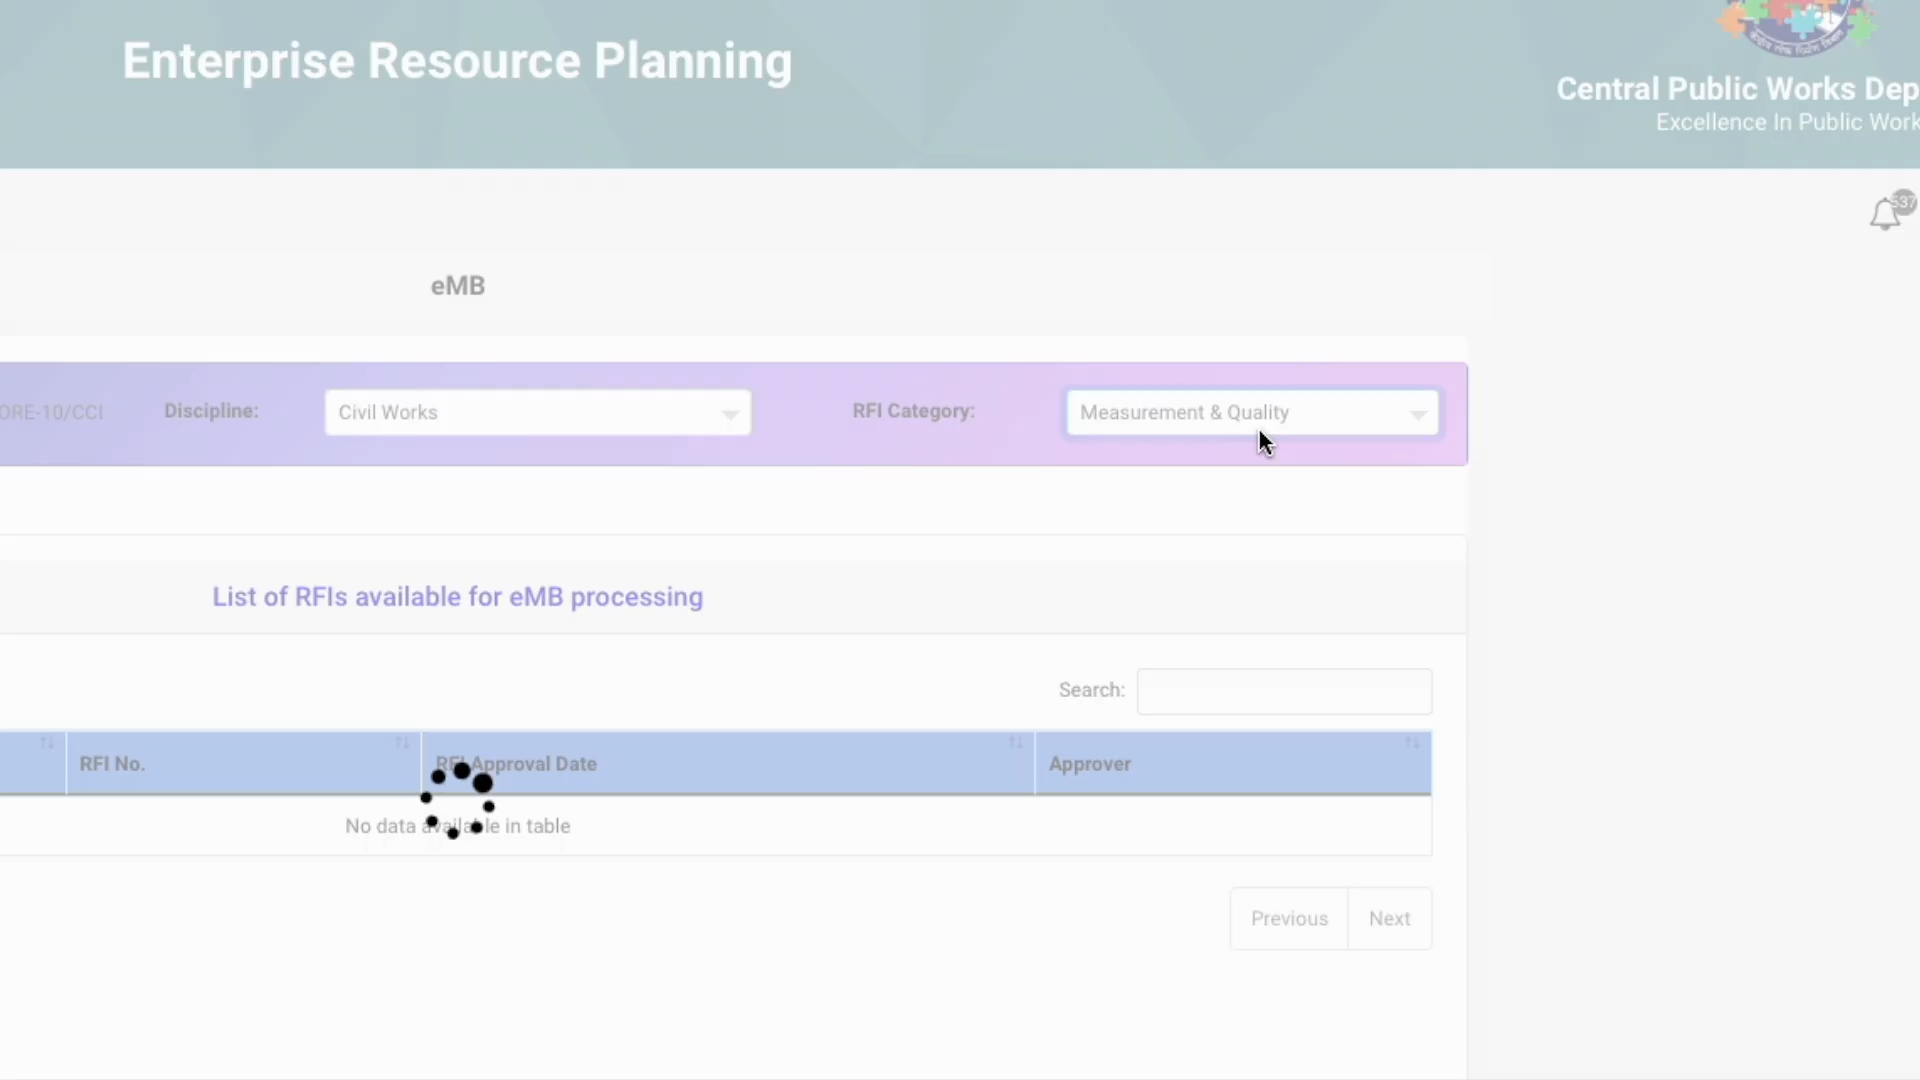 Enterprise Resource Planning
केन्द्रीय लोक निर्माण विभाग
Central Public Works Dep
Excellence In Public Work
537
eMB
ORE-10/CCI
Discipline:
Civil Works
RFI Category:
Measurement & Quality
List of RFIs available for eMB processing
Search:
RFI No.
RFI Approval Date
Approver
No data available in table
Previous
Next